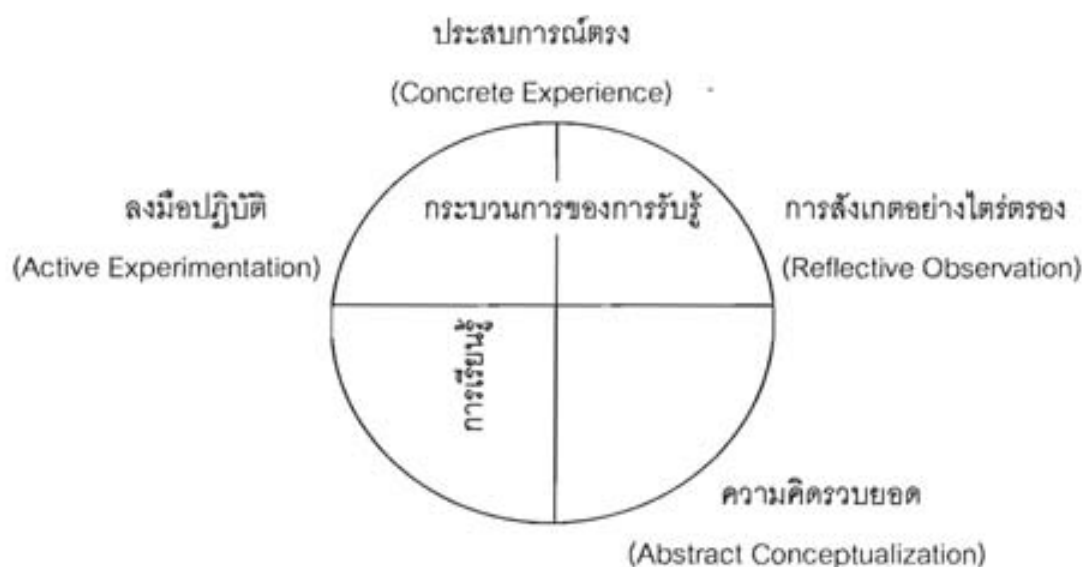 ประสบการณ์ตรง
(Concrete Experience)
ลงมือปฏิบัติ
(Active Experimentation)
กระบวนการของการรับรู้
การสังเกตอย่างไตร่ตรอง
(Reflective Observation)
การเรียนรู้
ความคิดรวบยอด
(Abstract Conceptualization)